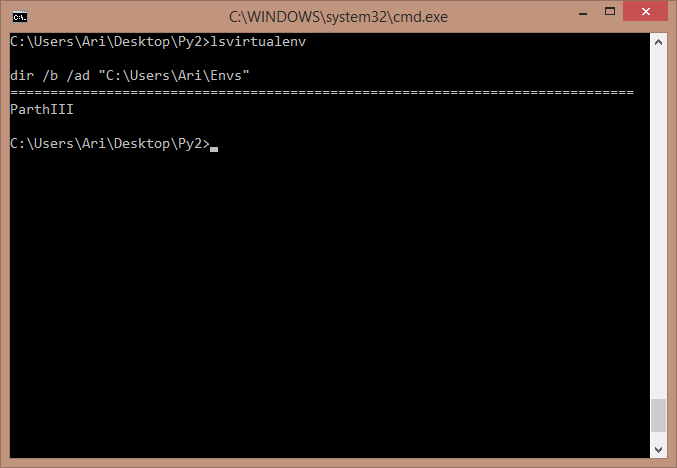 C:\WINDOWS\system32\cmd.exe
C:\Users\Ari\Desktop\Py2>lsvirtualenv
dir /b /ad "C:\Users\Ari\Envs"
==============================================================================
ParthIII
C:\Users\Ari\Desktop\Py2>